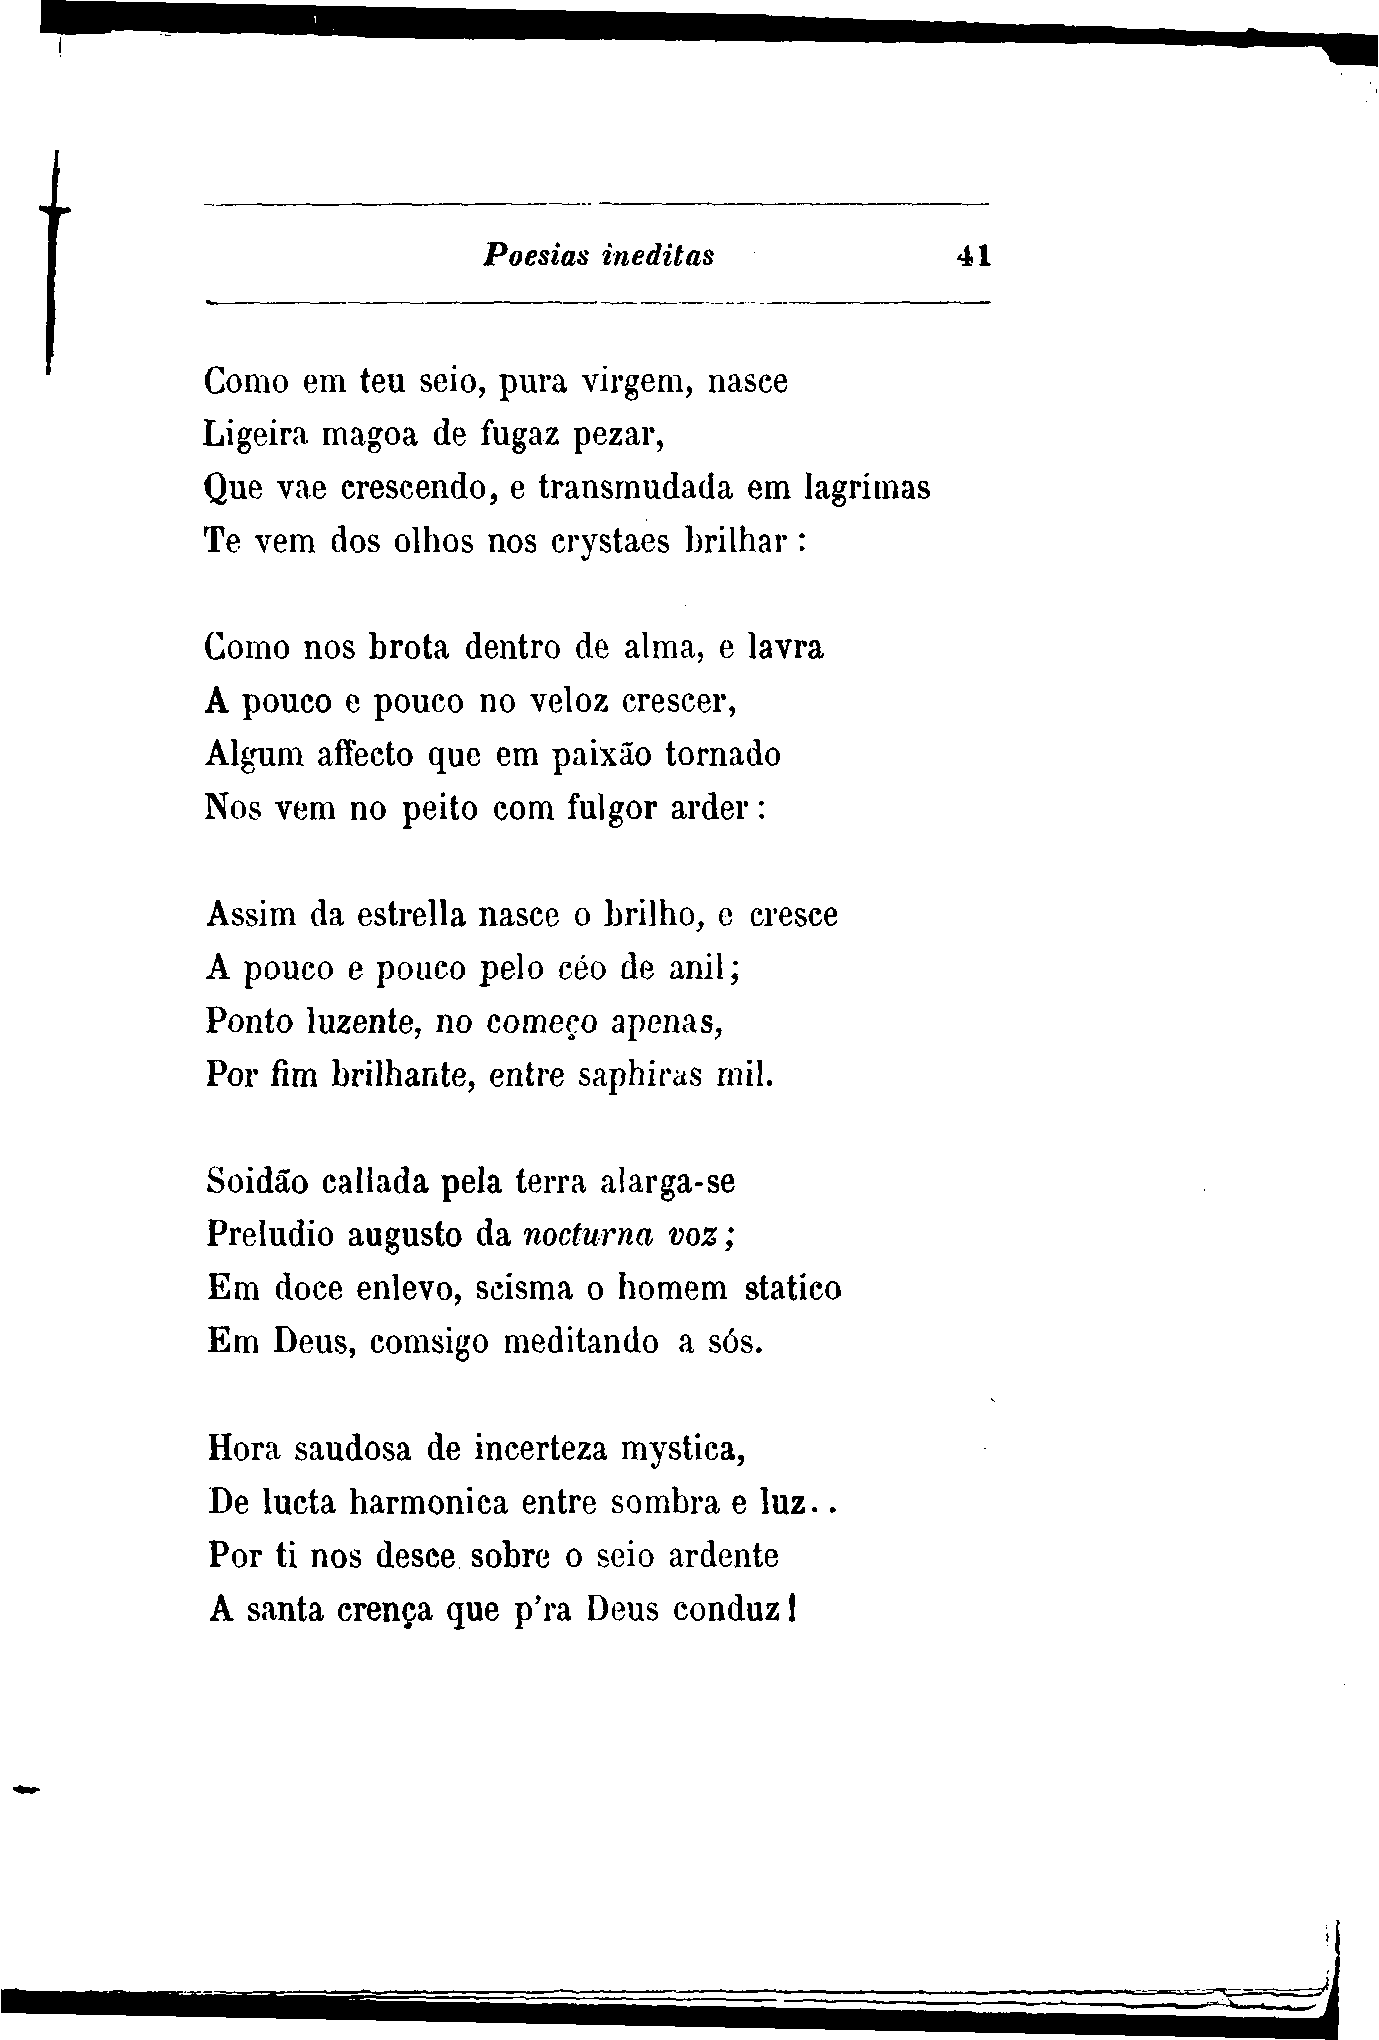 Poesias ineditas 41
Como em teu seio, pura virgem, nasce
Ligeira magoa de fugaz pezar,
Que vae crescendo, e transmudada em lagrimas
Te vem dos olhos nos crystaes brilhar :
Como nos brota dentro de alma, e lavra
A pouco e pouco no veloz crescer,
Algum affecto que em paixão tornado
Nos vem no peito com fulgor arder :
Assim da estrella nasce o brilho, e cresce
A pouco e pouco pelo céo de anil;
Ponto luzente, no começo apenas,
Por fim brilhante, entre saphiras mil.
Soidão callada pela terra alarga-se
Preludio augusto da nocturna voz;
Em doce enlevo, scisma o homem statico
Em Deus, comsigo meditando a sós.
Hora saudosa de incerteza mystica,
De lucta harmonica entre sombra e luz..
Por ti nos desce sobre o seio ardente
A santa crença que p'ra Deus conduz!